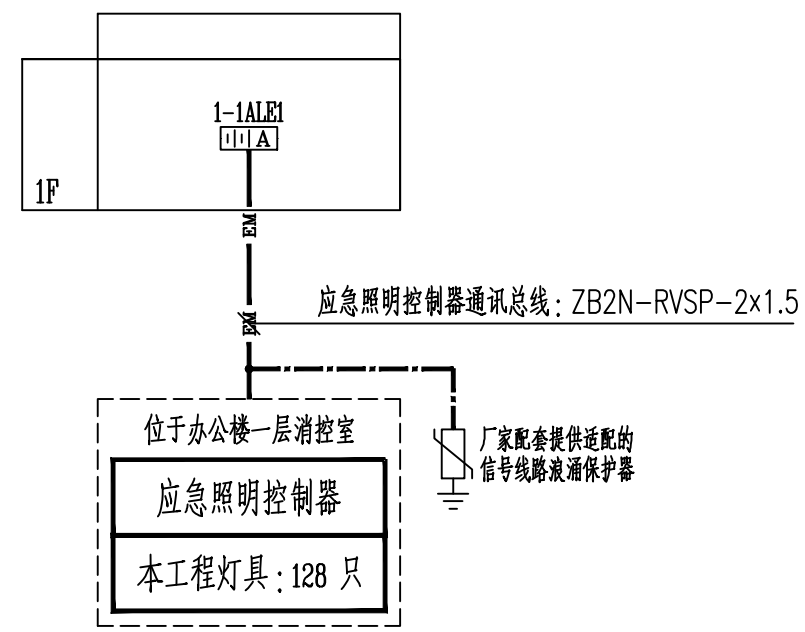 1-1ALE1
A
1F
EM
应急照明控制器通讯总线：ZB2N-RVSP-2x1.5
EM
位于办公楼一层消控室
厂家配套提供适配的
信号线路浪涌保护器
应急照明控制器
本工程灯具：128 只